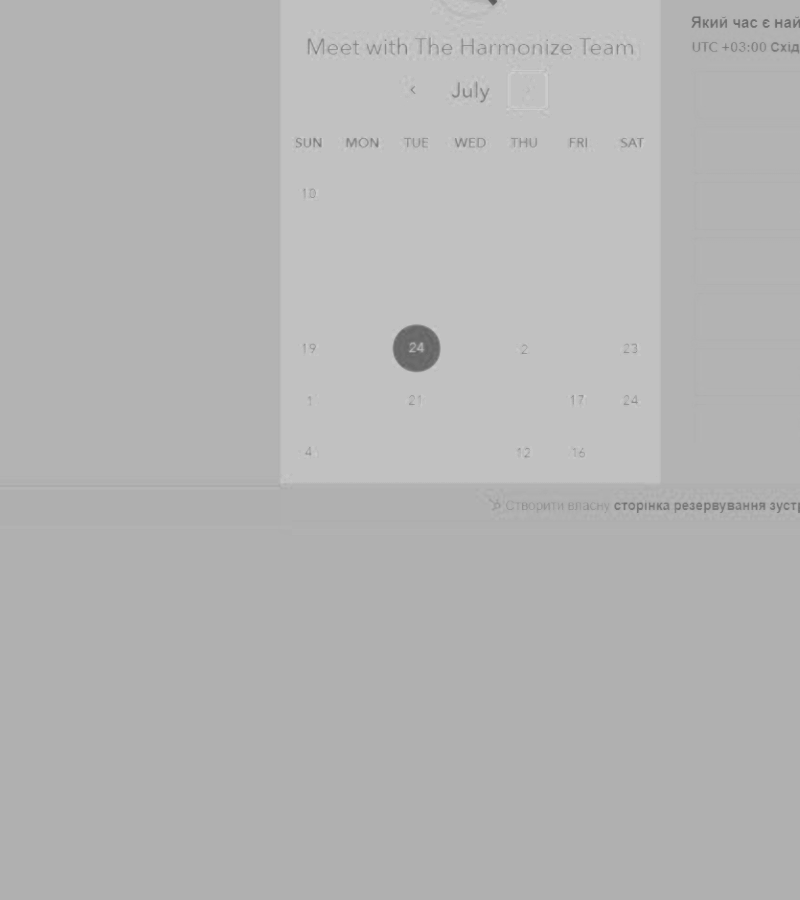 Який час є най
Meet with The Harmonize Team
UTC +03:00 Схід
‹ July
SUN MON TUE WED THU FRI SAT
10
19 24 2 23
1 21 17 24
4 12 16
Створити власну сторінка резервування зустр